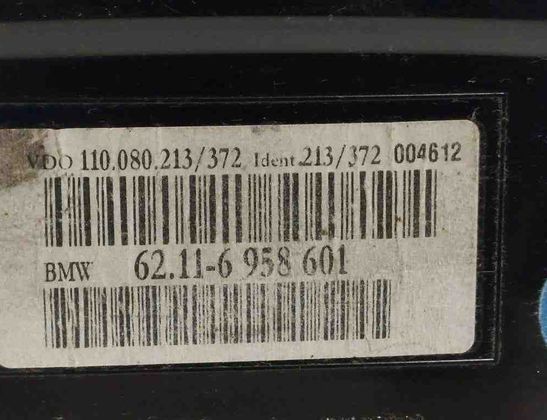 VDO 110.080.213/372 Ident.213/372 004612
BMW 62.11-6 958 601